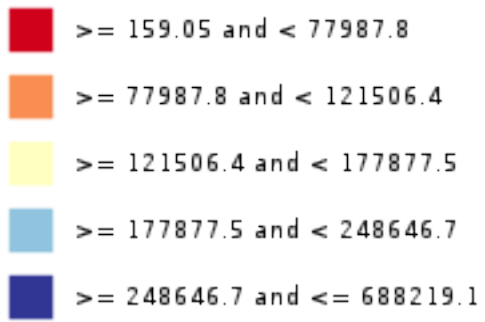 >= 159.05 and < 77987.8
>= 77987.8 and < 121506.4
>= 121506.4 and < 177877.5
>= 177877.5 and < 248646.7
>= 248646.7 and <= 688219.1